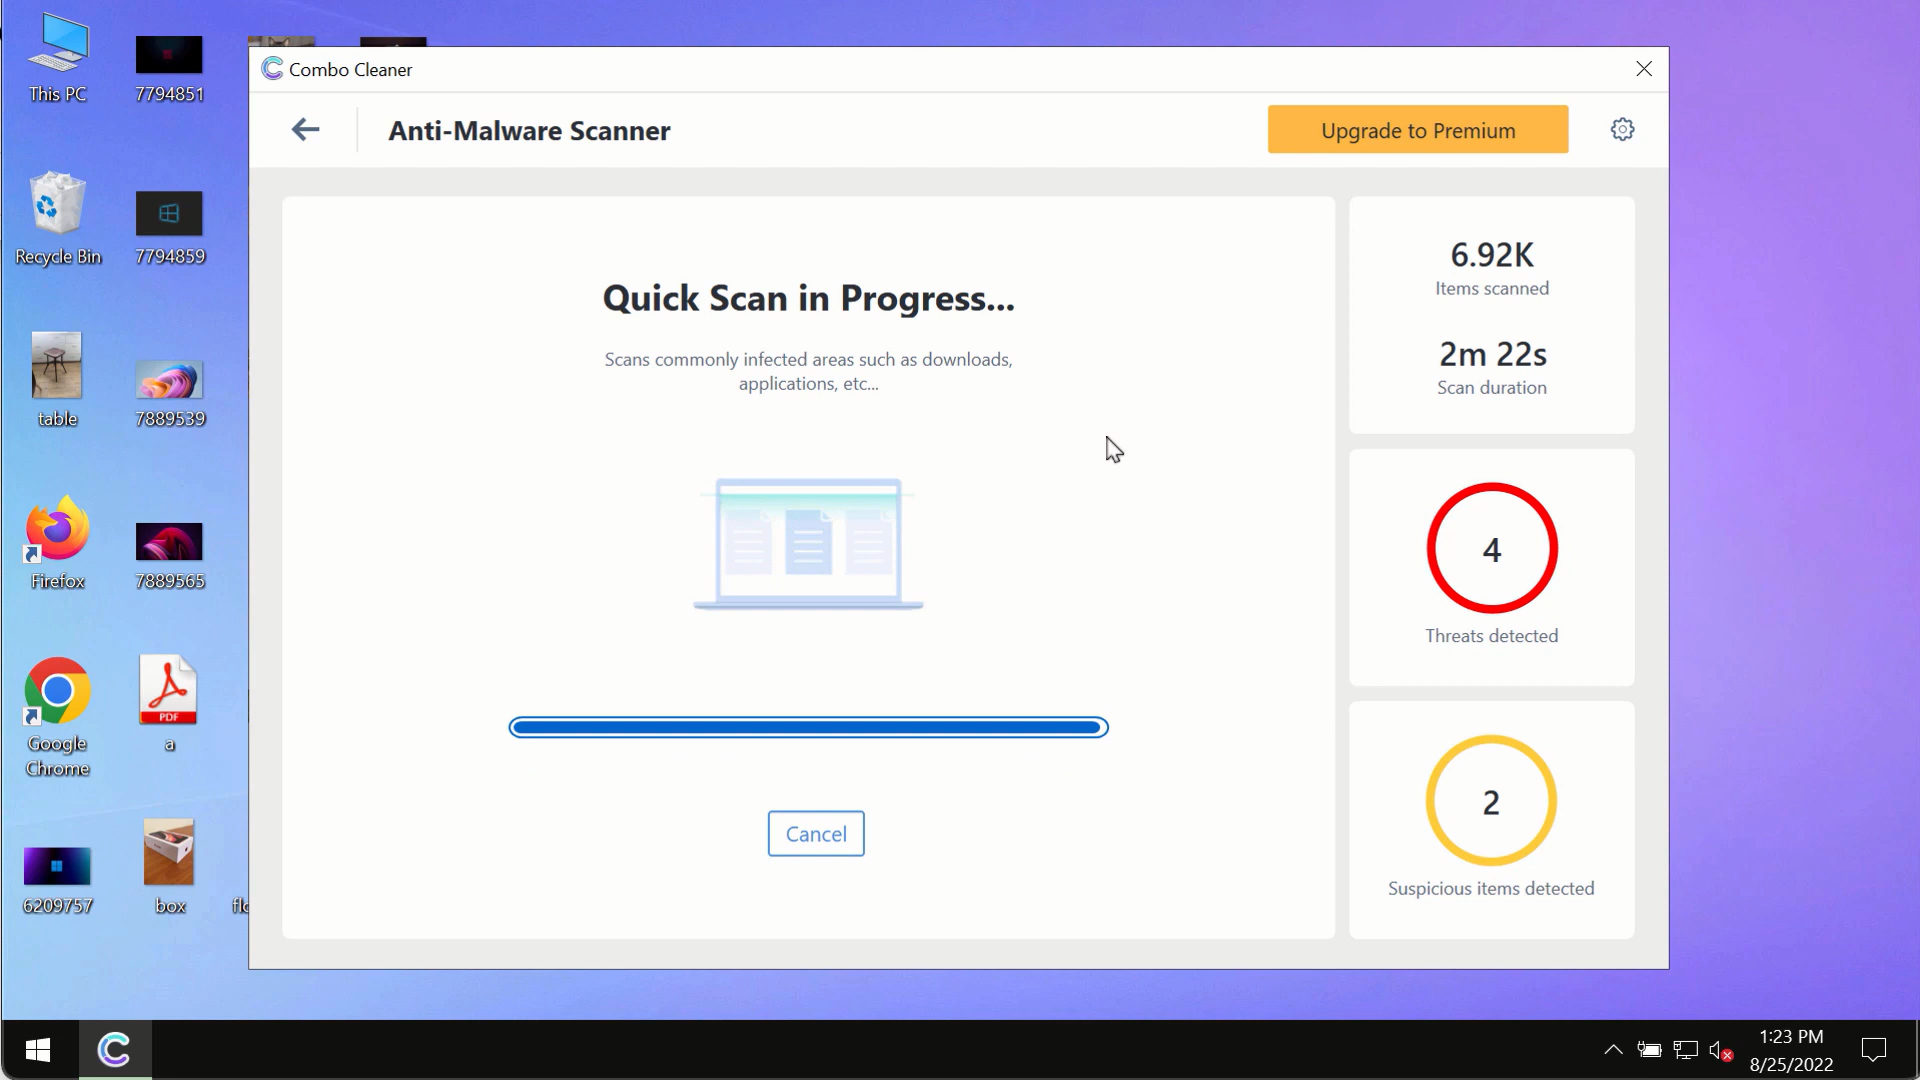 This PC
7794851
Recycle Bin
7794859
table
7889539
Firefox
7889565
Google
Chrome
PDF
a
6209757
box
Combo Cleaner
Anti-Malware Scanner
Upgrade to Premium
Quick Scan in Progress...
Scans commonly infected areas such as downloads,
applications, etc...
Cancel
6.92K
Items scanned
2m 22s
Scan duration
4
Threats detected
2
Suspicious items detected
1:23 PM
8/25/2022